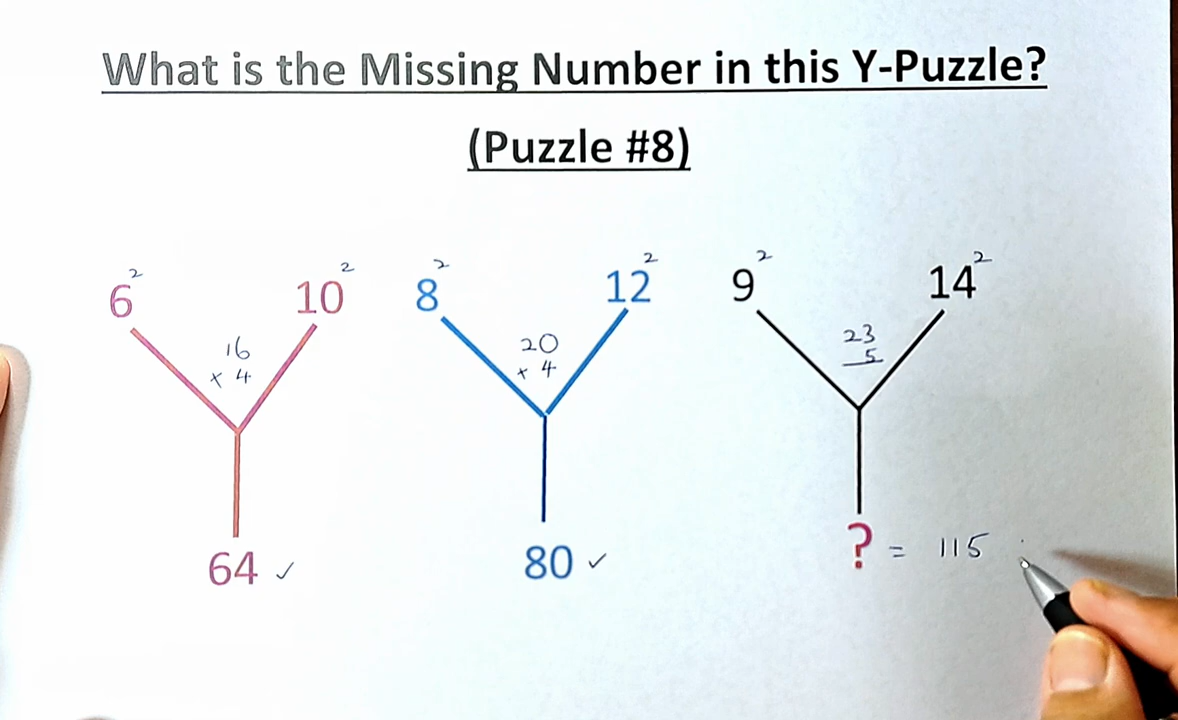 What is the Missing Number in this Y-Puzzle?
(Puzzle #8)
6² 10² 8² 12² 9² 14²
16 20 23
x 4 x 4 5
64 ✓ 80 ✓ ? = 115